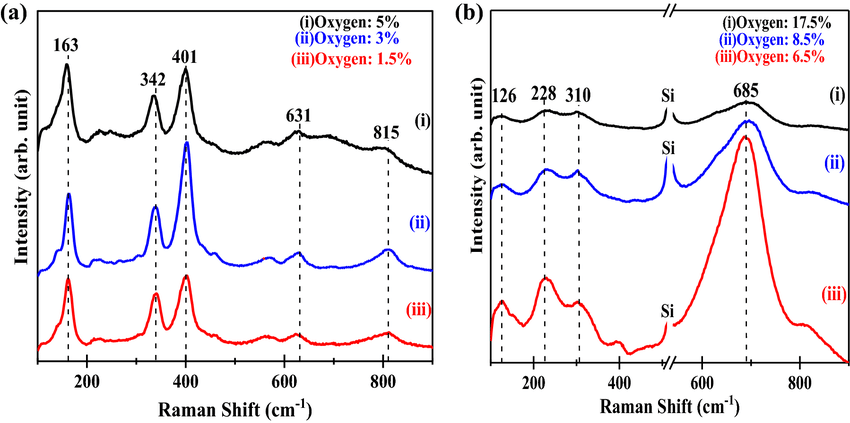 (a)
(i)Oxygen: 5%
(ii)Oxygen: 3%
(iii)Oxygen: 1.5%
163
342
401
631
815
(i)
(ii)
(iii)
Intensity (arb. unit)
200
400
600
800
Raman Shift (cm-1)
(b)
(i)Oxygen: 17.5%
(ii)Oxygen: 8.5%
(iii)Oxygen: 6.5%
126
228
310
Si
685
(i)
Si
(ii)
Si
(iii)
Intensity (arb. unit)
200
400
600
800
Raman Shift (cm-1)